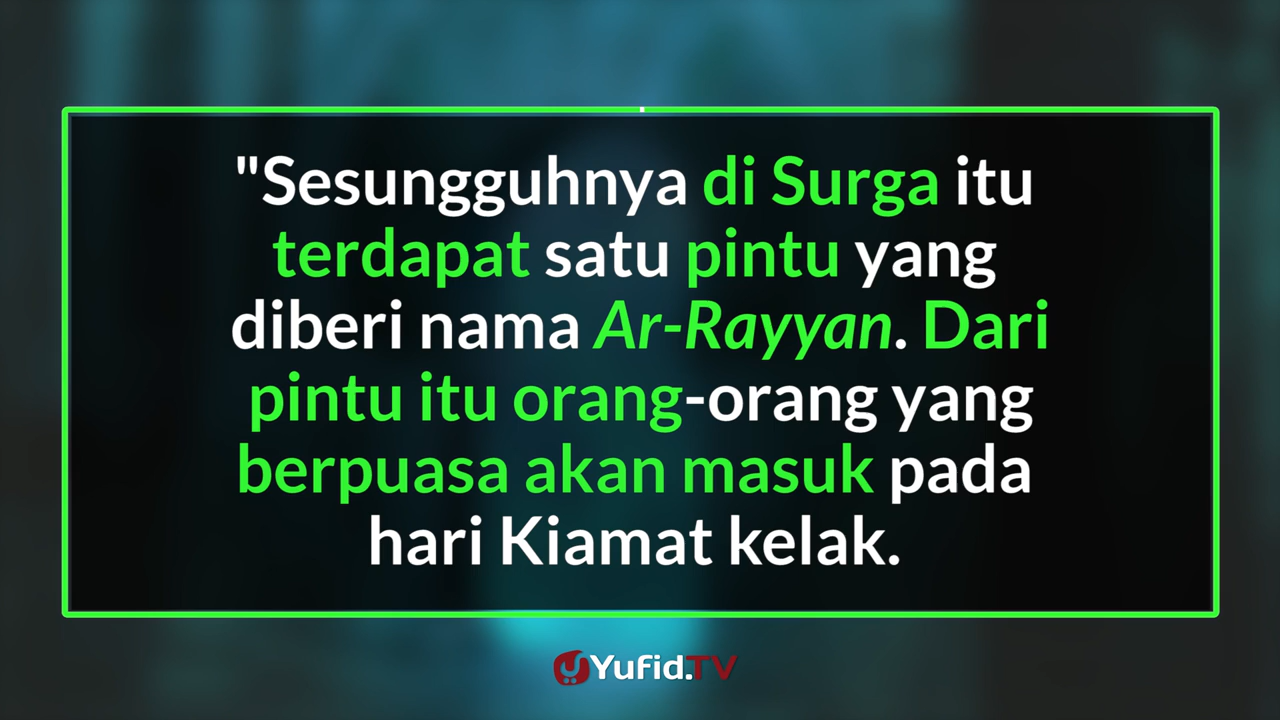 "Sesungguhnya di Surga itu
terdapat satu pintu yang
diberi nama Ar-Rayyan. Dari
pintu itu orang-orang yang
berpuasa akan masuk pada
hari Kiamat kelak.
Yufid.TV